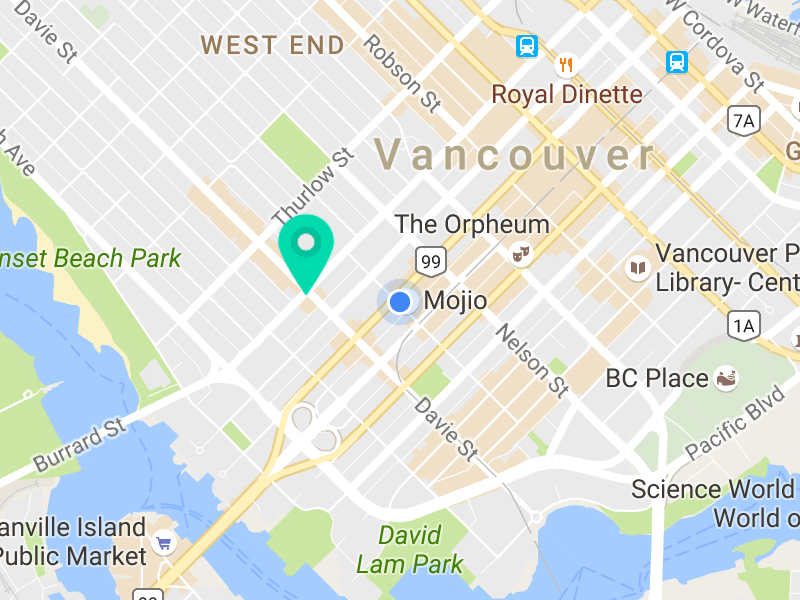 Davie St
WEST END
Robson St
W Cordova St
Royal Dinette
7A
Vancouver
Thurlow St
The Orpheum
99
Vancouver P
Library- Cent
nset Beach Park
Mojio
1A
Nelson St
BC Place
Davie St
Pacific Blvd
Burrard St
Science World
World o
anville Island
Public Market
David
Lam Park